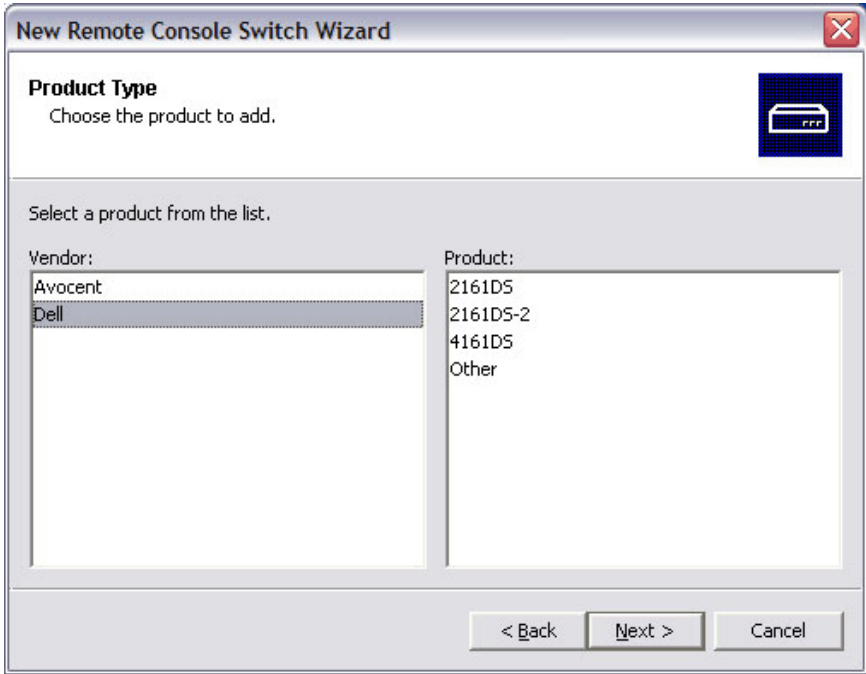 New Remote Console Switch Wizard
Product Type
Choose the product to add.
Select a product from the list.
Vendor:
Avocent
Dell
Product:
2161DS
2161DS-2
4161DS
Other
< Back
Next >
Cancel